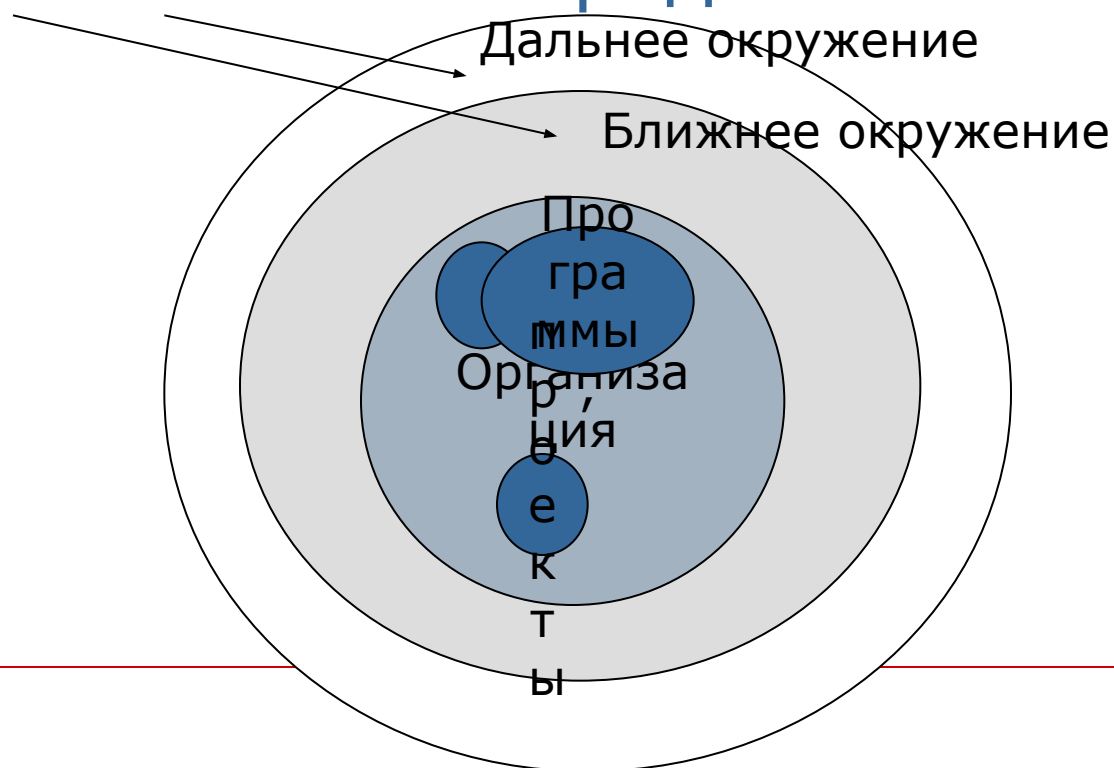 Дальнее окружение
Ближнее окружение
Про
гра
ммы
,
Организа
ция
п
р
о
е
к
т
ы